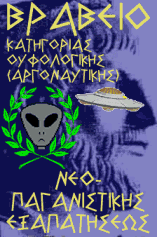 ΒΡΑΒΕΙΟ
ΚΑΤΗΓΟΡΙΑΣ
ΟΥΦΟΛΟΓΙΚΗΣ
(ΑΡΓΟΝΑΥΤΙΚΗΣ)
ΝΕΟ-
ΠΑΓΑΝΙΣΤΙΚΗΣ
ΕΞΑΠΑΤΗΣΕΩΣ